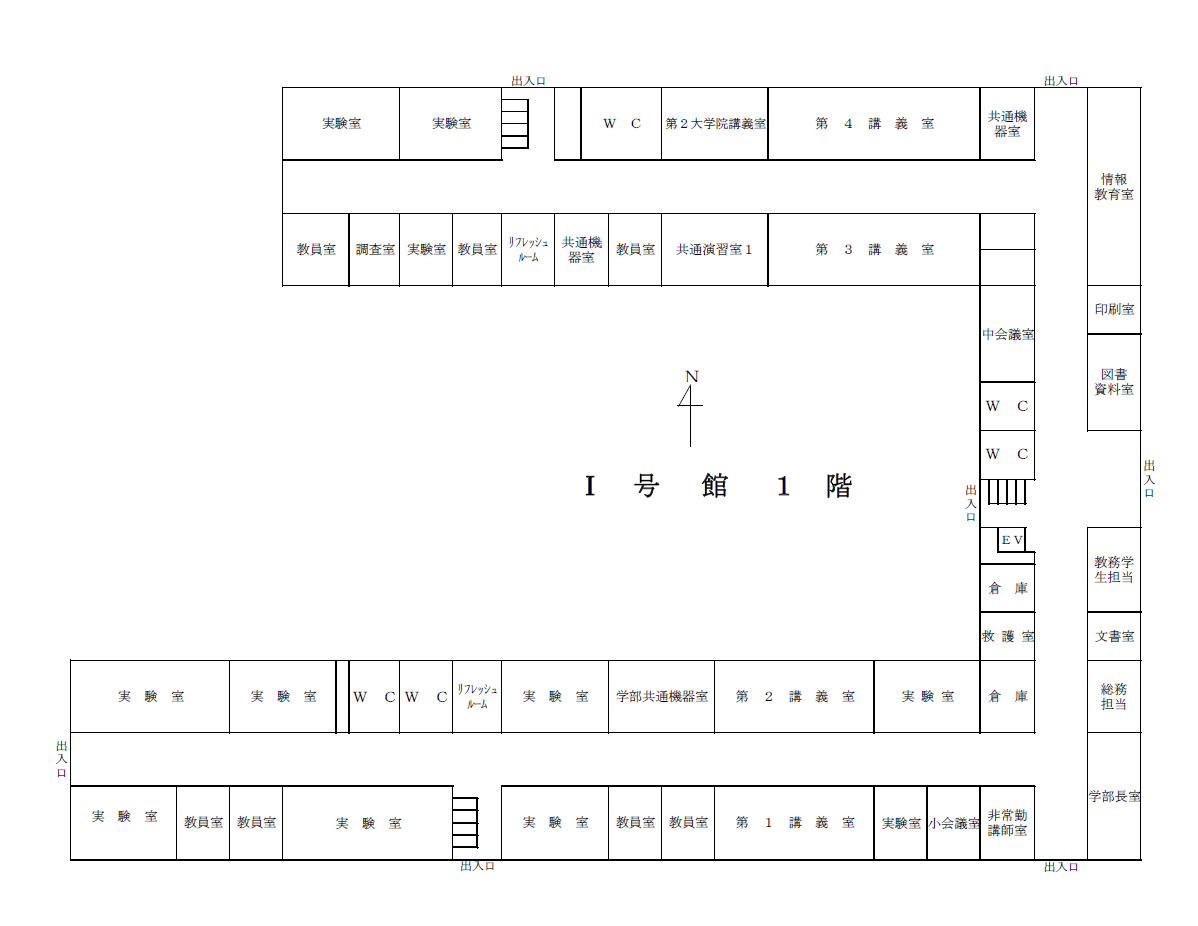 出入口
出入口
実験室
実験室
Ｗ　Ｃ
第２大学院講義室
第　４　講　義　室
共通機
器室
情報
教育室
教員室
調査室
実験室
教員室
ﾘﾌﾚｯｼｭ
ﾙｰﾑ
共通機
器室
教員室
共通演習室１
第　３　講　義　室
印刷室
中会議室
図書
資料室
Ｎ
Ｗ　Ｃ
Ｗ　Ｃ
Ｉ　号　館　１　階
出入口
出入口
ＥＶ
教務学
生担当
倉　庫
救 護 室
文書室
実　験　室
実　験　室
Ｗ　Ｃ
Ｗ　Ｃ
ﾘﾌﾚｯｼｭ
ﾙｰﾑ
実　験　室
学部共通機器室
第　２　講　義　室
実 験 室
倉　庫
総務
担当
出入口
実　験　室
教員室
教員室
実　験　室
実　験　室
教員室
教員室
第　１　講　義　室
実験室
小会議室
非常勤
講師室
学部長室
出入口
出入口